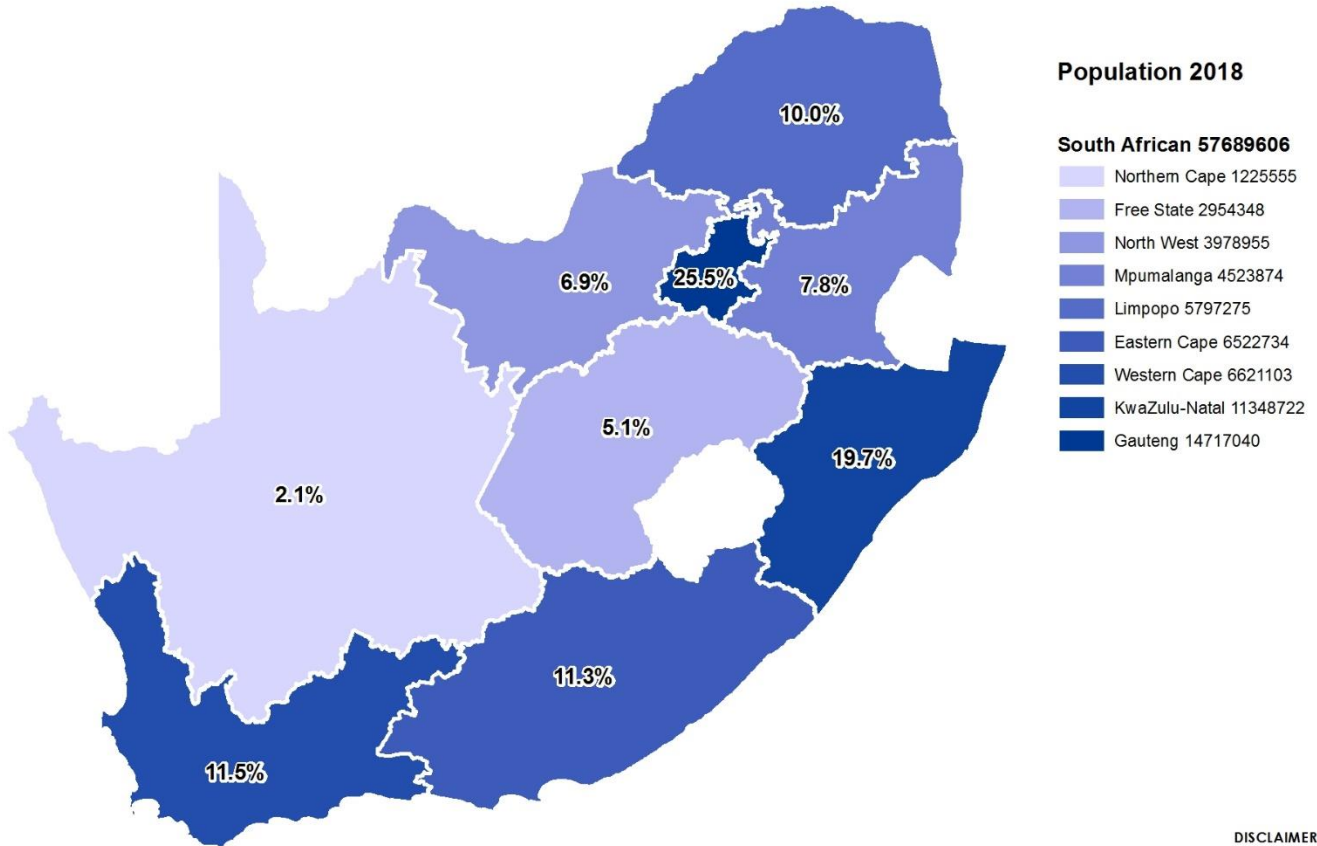 Population 2018
South African 57689606
Northern Cape 1225555
Free State 2954348
North West 3978955
Mpumalanga 4523874
Limpopo 5797275
Eastern Cape 6522734
Western Cape 6621103
KwaZulu-Natal 11348722
Gauteng 14717040
10.0%
6.9%
25.5%
7.8%
5.1%
19.7%
2.1%
11.3%
11.5%
DISCLAIMER